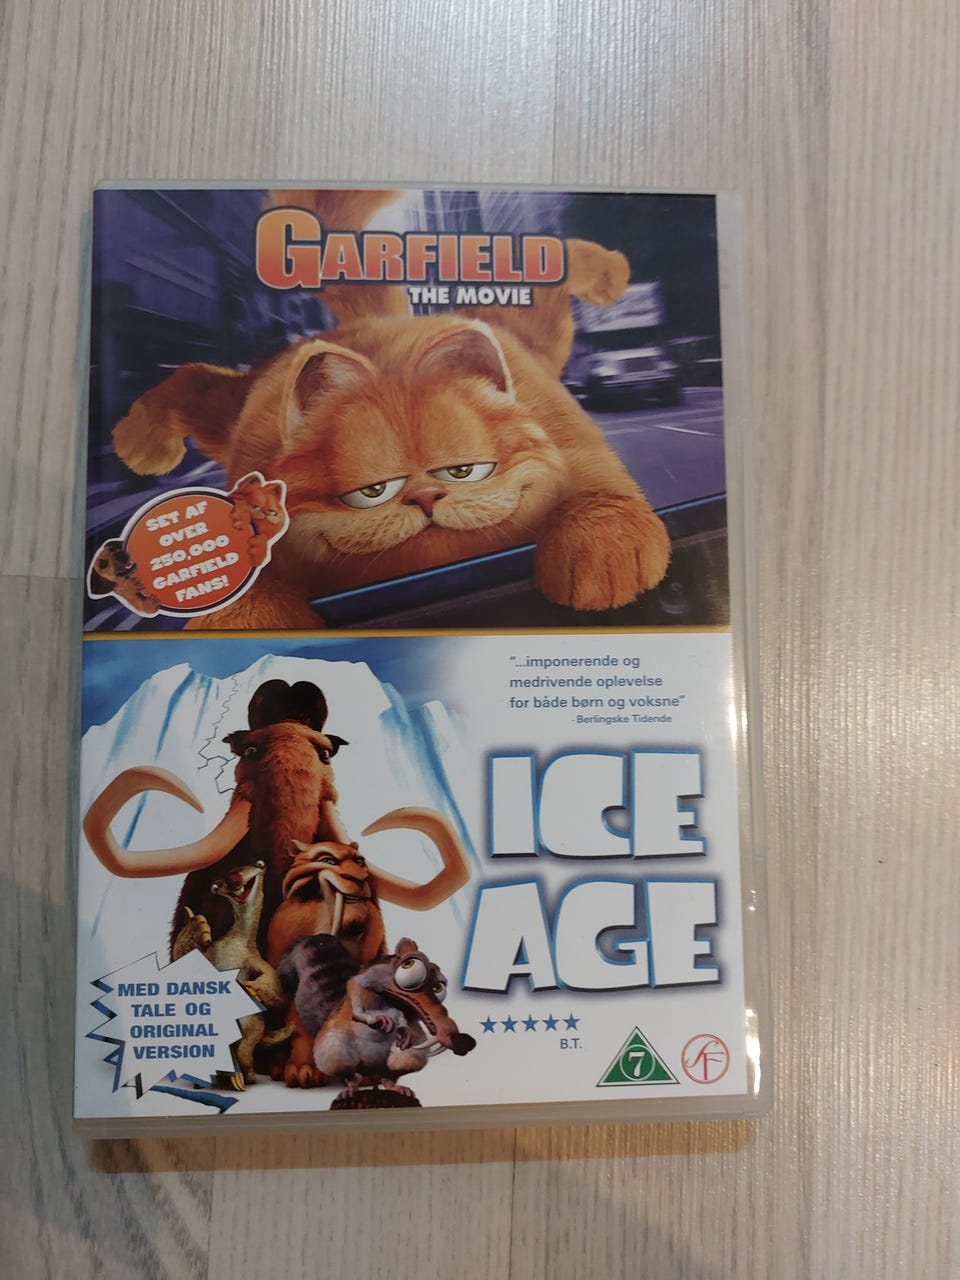 GARFIELD
THE MOVIE
SET AF
OVER
250.000
GARFIELD
FANS!
"...imponerende og
medrivende oplevelse
for både børn og voksne"
- Berlingske Tidende
ICE
AGE
MED DANSK
TALE OG
ORIGINAL
VERSION
★★★★★
B.T.
7
SF